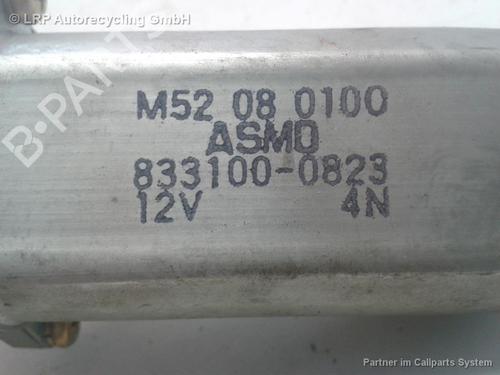 © LRP Autorecycling GmbH
B-PARTS
M52 08 0100
ASMO
833100-0823
12V 4N
Partner im Callparts System